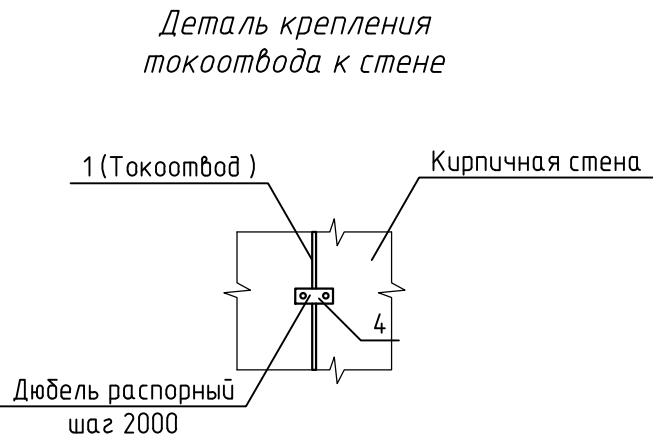 Деталь крепления
токоотвода к стене
1 (Токоотвод )
Кирпичная стена
4
Дюбель распорный
шаг 2000